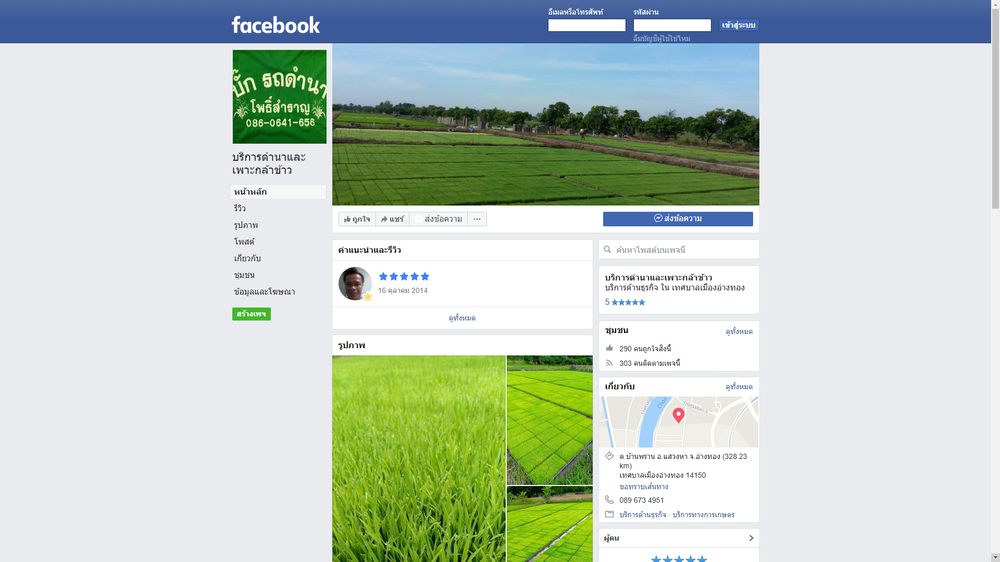 อีเมลหรือโทรศัพท์
รหัสผ่าน
facebook
เข้าสู่ระบบ
ลืมบัญชีผู้ใช้ใช่ไหม
บั๊ก รถดำนา
โพธิ์สำราญ
086-0641-656
บริการดำนาและ
เพาะกล้าข้าว
หน้าหลัก
รีวิว
รูปภาพ
โพสต์
เกี่ยวกับ
ชุมชน
ข้อมูลและโฆษณา
สร้างเพจ
ถูกใจ
แชร์
ส่งข้อความ
ส่งข้อความ
คำแนะนำและรีวิว
16 ตุลาคม 2014
ดูทั้งหมด
รูปภาพ
ค้นหาโพสต์บนเพจนี้
บริการดำนาและเพาะกล้าข้าว
บริการด้านธุรกิจ ใน เทศบาลเมืองอ่างทอง
5
ชุมชน
ดูทั้งหมด
290 คนถูกใจสิ่งนี้
303 คนติดตามเพจนี้
เกี่ยวกับ
ดูทั้งหมด
Thetsaba
Chao
Thetsaban 6
ต.บ้านพราน อ.แสวงหา จ.อ่างทอง (328.23
km)
เทศบาลเมืองอ่างทอง 14150
ขอทราบเส้นทาง
089 673 4951
บริการด้านธุรกิจ · บริการทางการเกษตร
ผู้คน